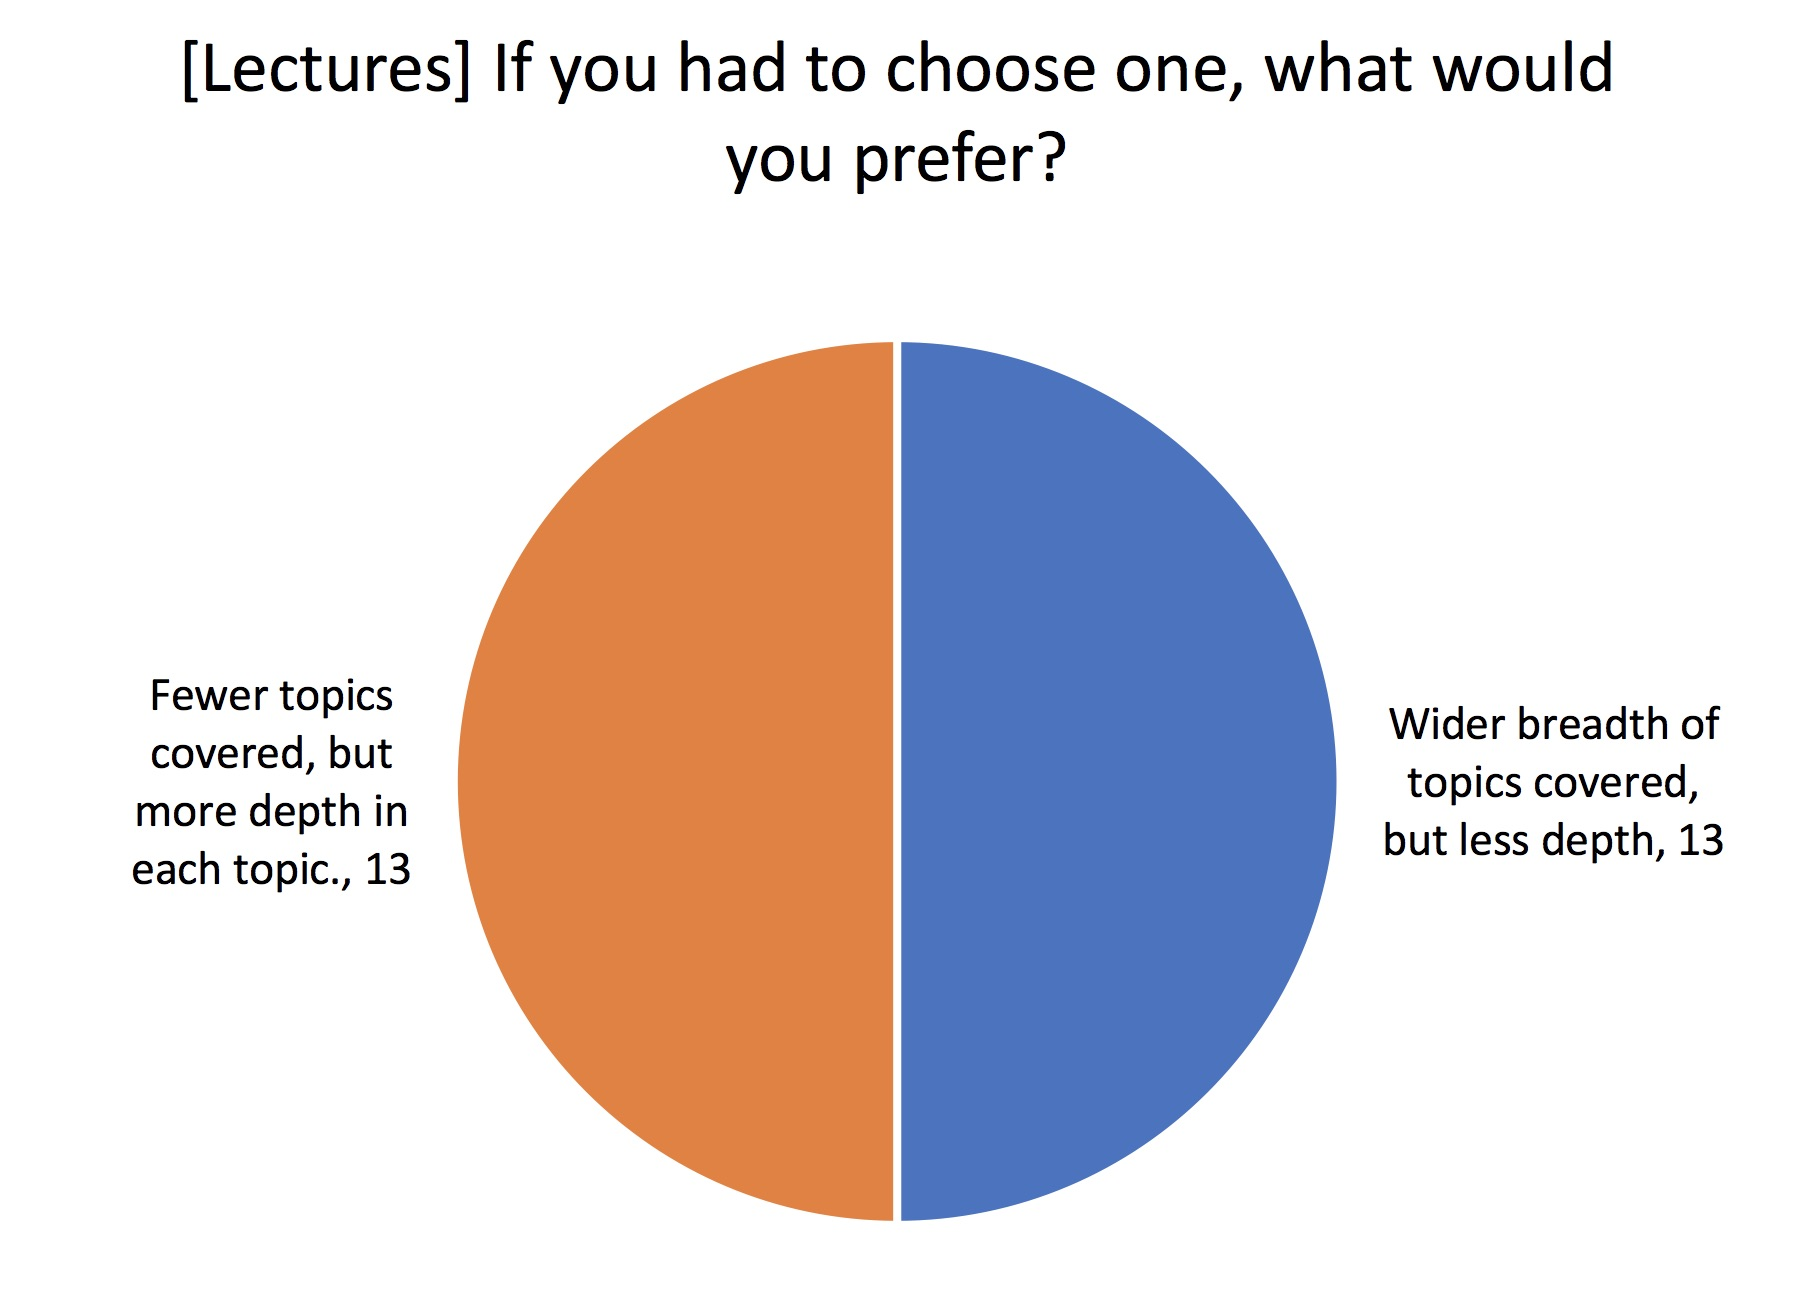 [Lectures] If you had to choose one, what would
you prefer?
Fewer topics
covered, but
more depth in
each topic., 13
Wider breadth of
topics covered,
but less depth, 13